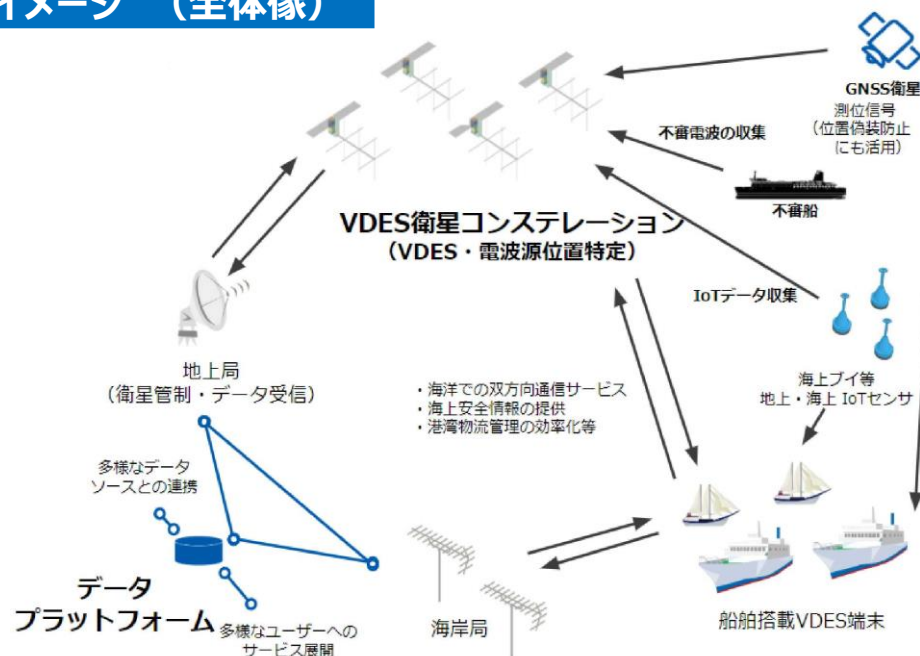 イメージ （全体像）
GNSS衛星
測位信号
（位置偽装防止
にも活用）
不審電波の収集
不審船
VDES衛星コンステレーション
（VDES・電波源位置特定）
IoTデータ収集
地上局
（衛星管制・データ受信）
・海洋での双方向通信サービス
・海上安全情報の提供
・港湾物流管理の効率化等
海上ブイ等
地上・海上 IoTセンサ
多様なデータ
ソースとの連携
データ
プラットフォーム
多様なユーザーへの
サービス展開
海岸局
船舶搭載VDES端末